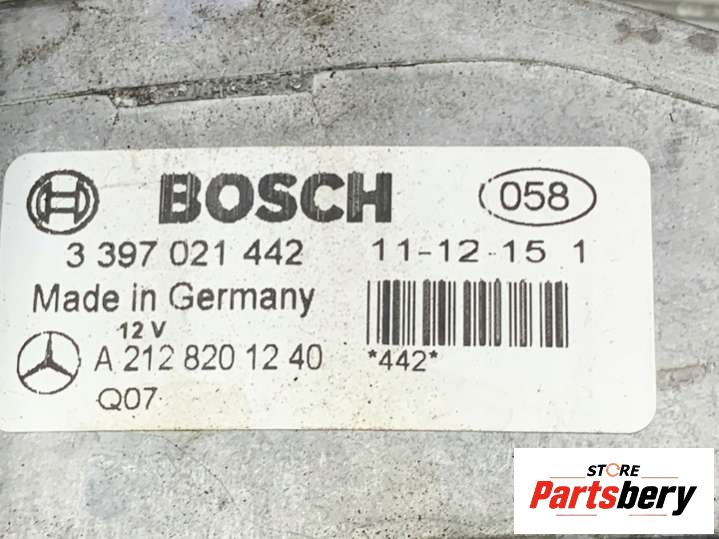 BOSCH 058
3 397 021 442 11-12-15 1
Made in Germany
12 V
A 212 820 12 40 *442*
Q07
STORE
Partsbery